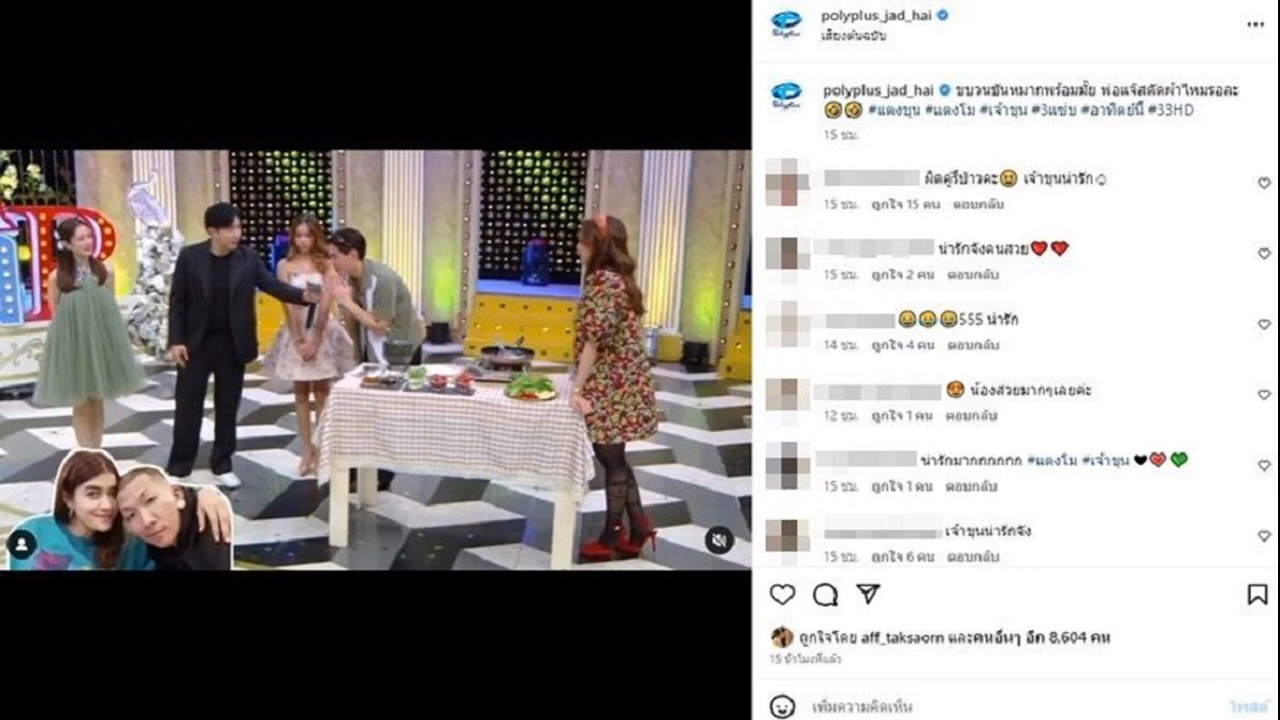 polyplus_jad_hai
เสียงต้นฉบับ
polyplus_jad_hai ขบวนขันหมากพร้อมมั้ย พ่อแจ๊สตัดผ้าไหมรอละ
🤣🤣 #แตงขุน #แตงโม #เจ้าขุน #3แซ่บ #อาทิตย์นี้ #33HD
15 ชม.
ผิดคู่รึป่าวคะ😆 เจ้าขุนน่ารัก☺
15 ชม. ถูกใจ 15 คน ตอบกลับ
น่ารักจังคนสวย❤❤
15 ชม. ถูกใจ 2 คน ตอบกลับ
😂😂😂555 น่ารัก
14 ชม. ถูกใจ 4 คน ตอบกลับ
😍 น้องสวยมากๆเลยค่ะ
12 ชม. ถูกใจ 1 คน ตอบกลับ
น่ารักมากกกกกก #แตงโม #เจ้าขุน 🖤💓💚
15 ชม. ถูกใจ 1 คน ตอบกลับ
เจ้าขุนน่ารักจัง
15 ชม. ถูกใจ 6 คน ตอบกลับ
ถูกใจโดย aff_taksaorn และคนอื่นๆ อีก 8,604 คน
15 ชั่วโมงที่แล้ว
เพิ่มความคิดเห็น
โพสต์